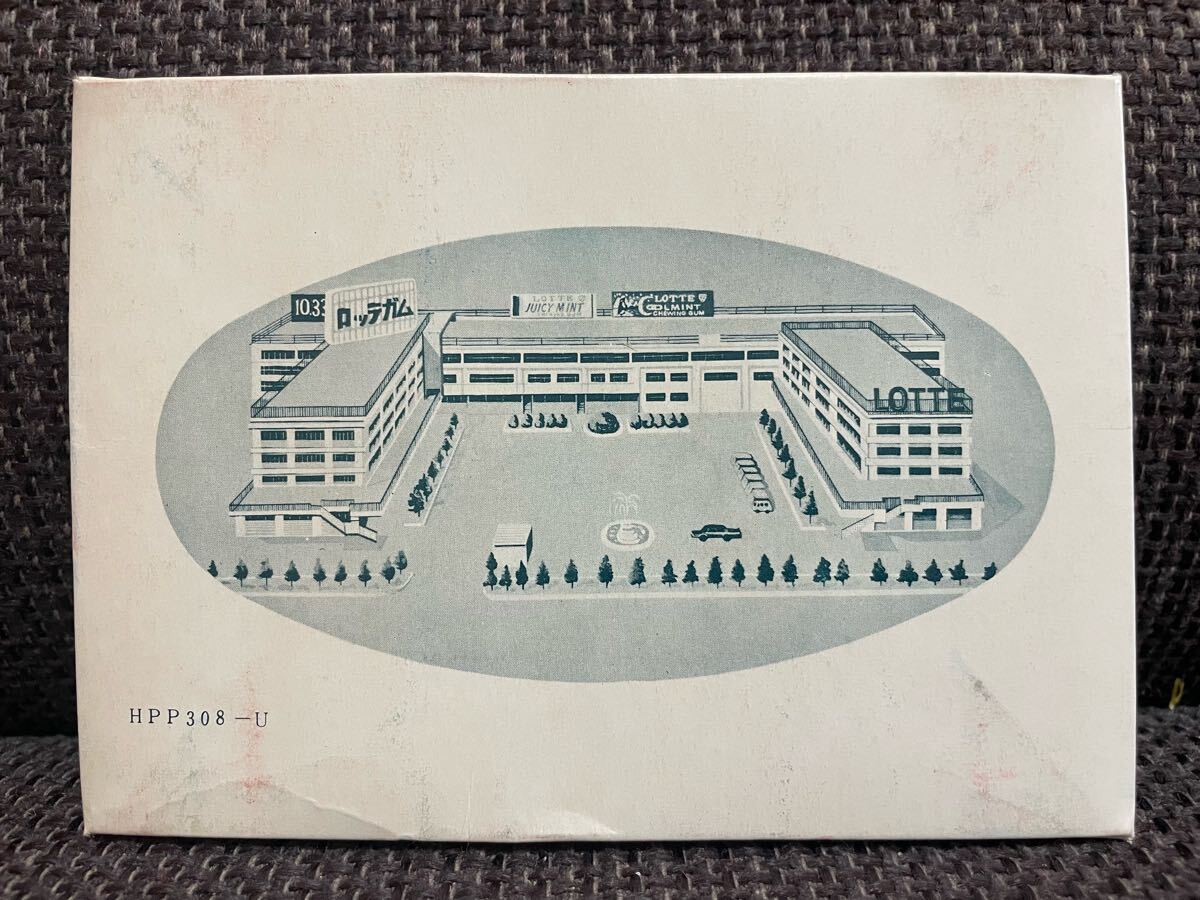 10.33
ロッテガム
LOTTE
JUICY MINT
LOTTE
COOLMINT
CHEWING GUM
LOTTE
HPP308－U